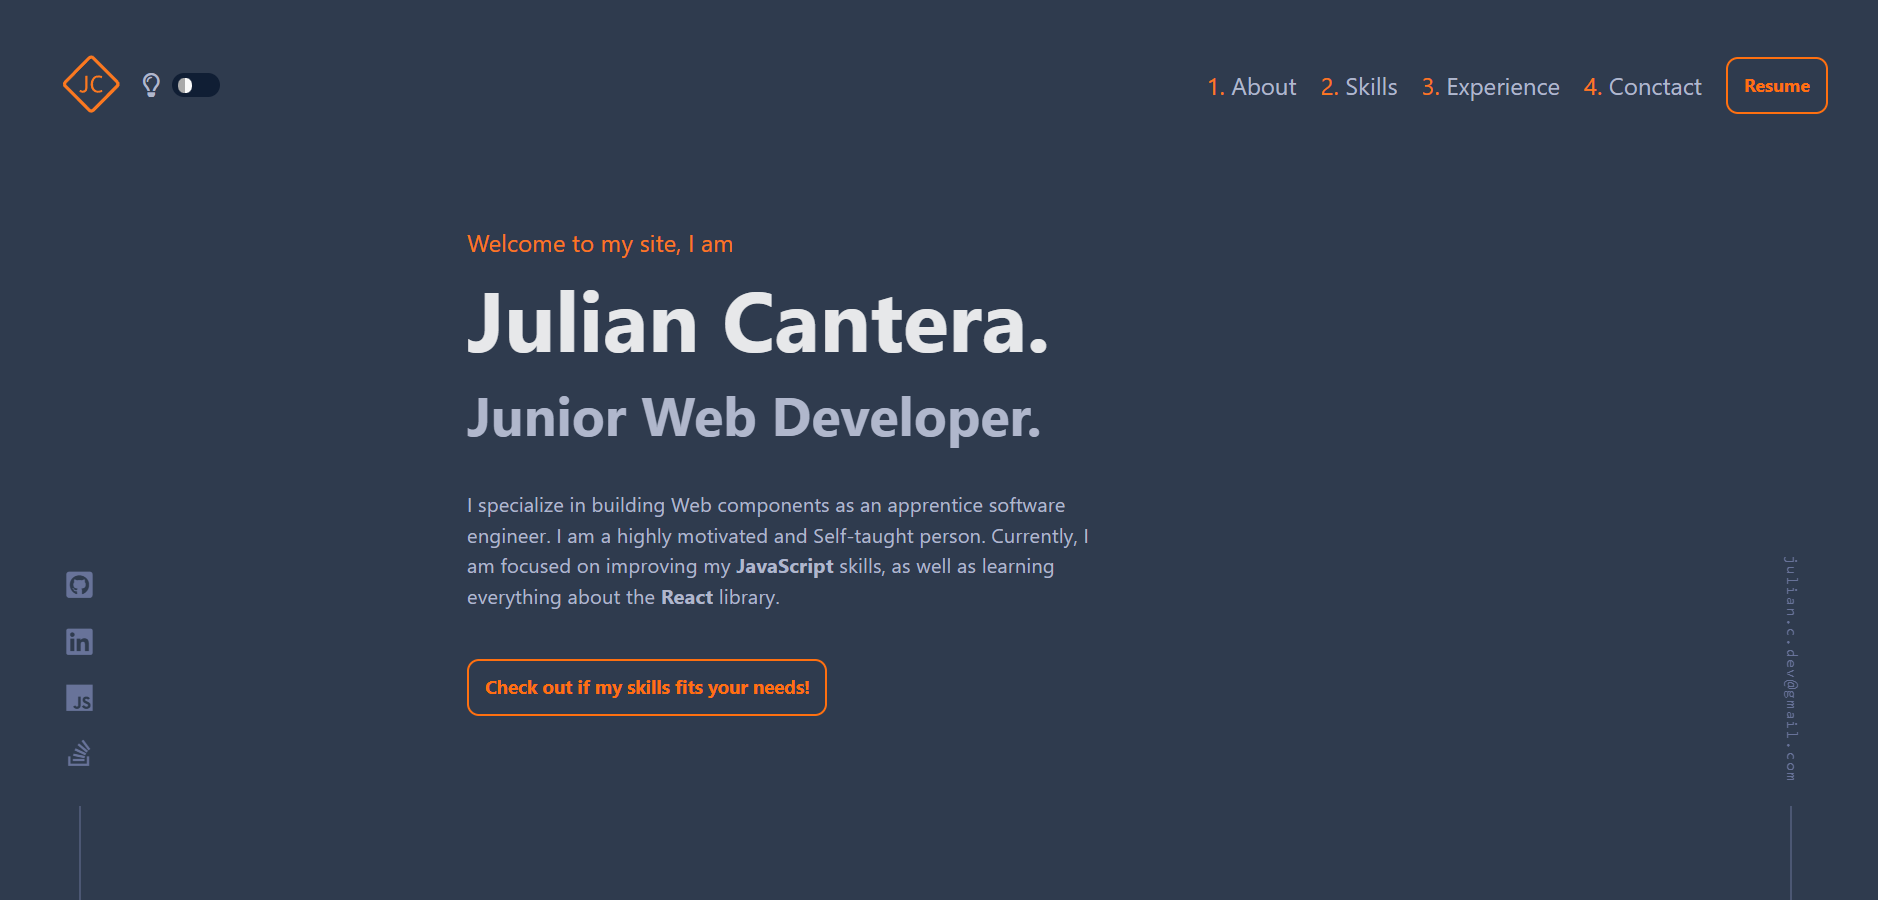 JC
1. About 2. Skills 3. Experience 4. Conctact Resume
Welcome to my site, I am
Julian Cantera.
Junior Web Developer.
I specialize in building Web components as an apprentice software
engineer. I am a highly motivated and Self-taught person. Currently, I
am focused on improving my JavaScript skills, as well as learning
everything about the React library.
Check out if my skills fits your needs!
in
JS
julian.c.dev@gmail.com